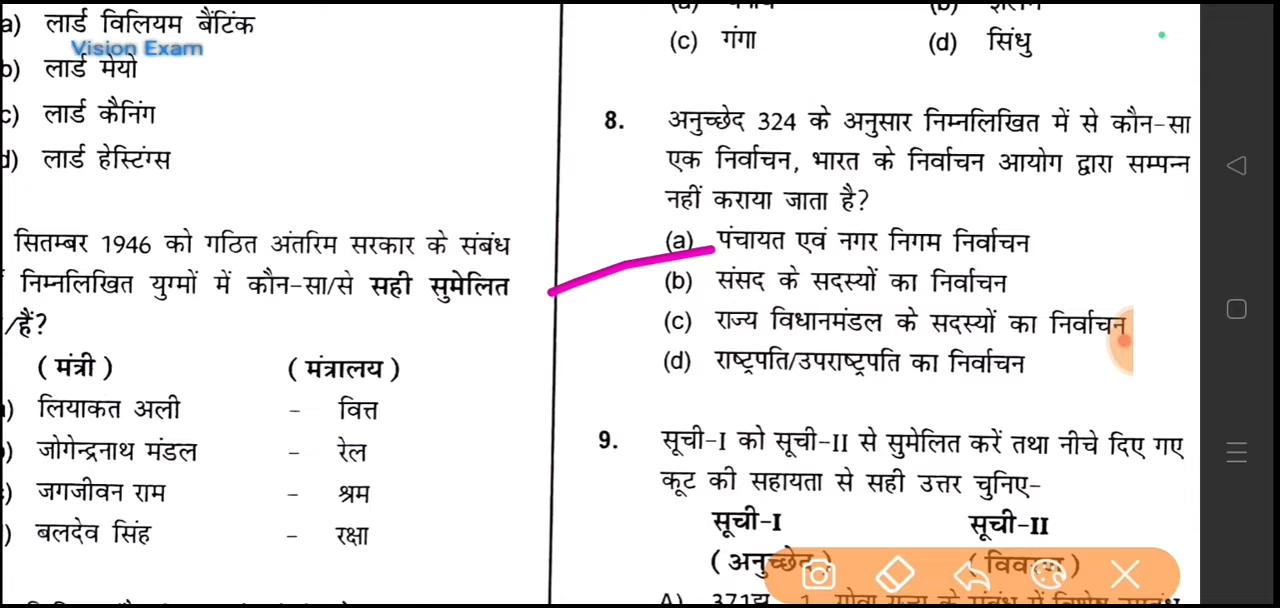 a) लार्ड विलियम बैंटिंक
Vision Exam
b) लार्ड मेयो
c) लार्ड कैनिंग
d) लार्ड हेस्टिंग्स
सितम्बर 1946 को गठित अंतरिम सरकार के संबंध
निम्नलिखित युग्मों में कौन-सा/से सही सुमेलित
/हैं?
( मंत्री ) ( मंत्रालय )
) लियाकत अली – वित्त
) जोगेन्द्रनाथ मंडल – रेल
) जगजीवन राम – श्रम
) बलदेव सिंह – रक्षा
(c) गंगा (d) सिंधु
8. अनुच्छेद 324 के अनुसार निम्नलिखित में से कौन-सा
एक निर्वाचन, भारत के निर्वाचन आयोग द्वारा सम्पन्न
नहीं कराया जाता है?
(a) पंचायत एवं नगर निगम निर्वाचन
(b) संसद के सदस्यों का निर्वाचन
(c) राज्य विधानमंडल के सदस्यों का निर्वाचन
(d) राष्ट्रपति/उपराष्ट्रपति का निर्वाचन
9. सूची-I को सूची-II से सुमेलित करें तथा नीचे दिए गए
कूट की सहायता से सही उत्तर चुनिए-
सूची-I सूची-II
( अनुच्छेद ) ( विवरण )